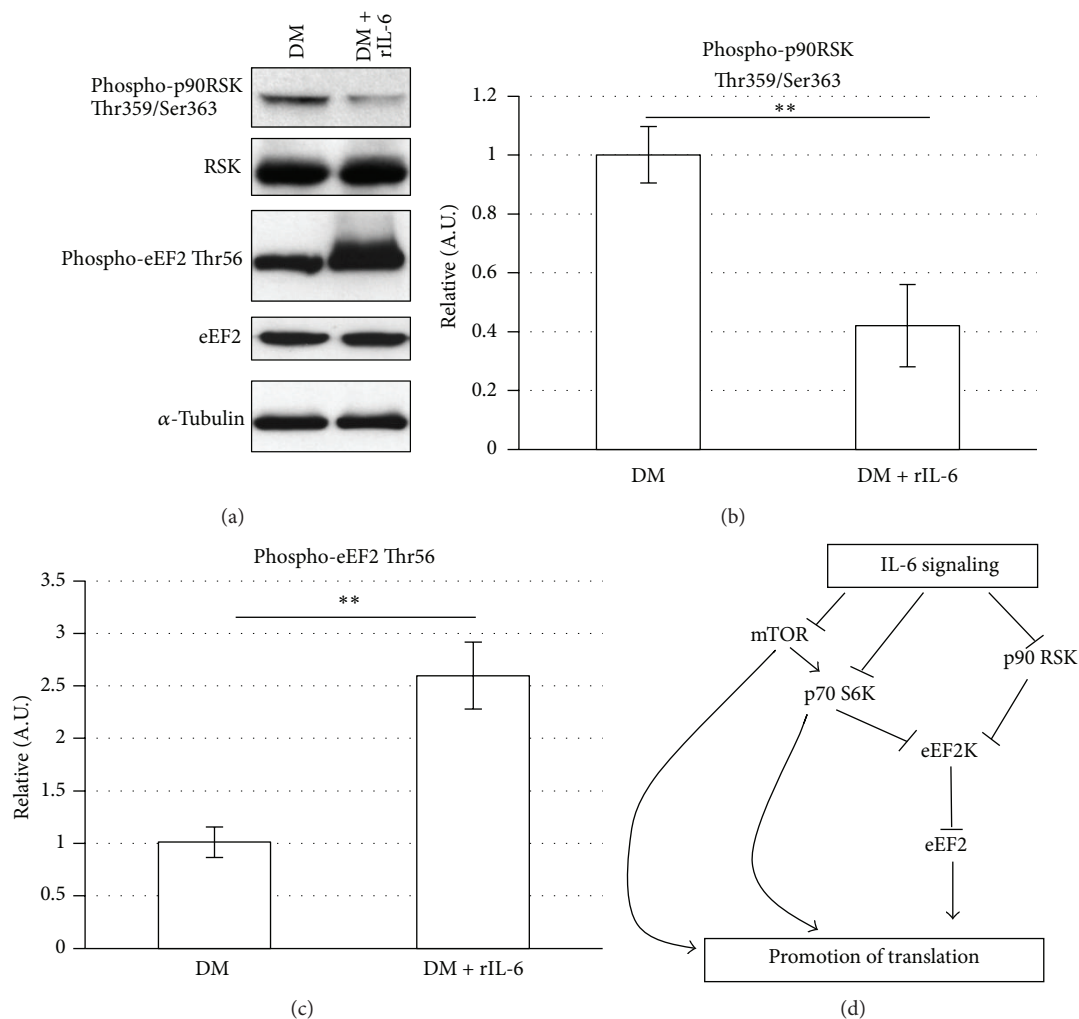 DM
DM +
rIL-6
Phospho-p90RSK
Thr359/Ser363
RSK
Phospho-eEF2 Thr56
eEF2
α-Tubulin
(a)
Phospho-p90RSK
Thr359/Ser363
**
Relative (A.U.)
1.2
1
0.8
0.6
0.4
0.2
0
DM
DM + rIL-6
(b)
Phospho-eEF2 Thr56
**
Relative (A.U.)
3.5
3
2.5
2
1.5
1
0.5
0
DM
DM + rIL-6
(c)
IL-6 signaling
mTOR
p90 RSK
p70 S6K
eEF2K
eEF2
Promotion of translation
(d)